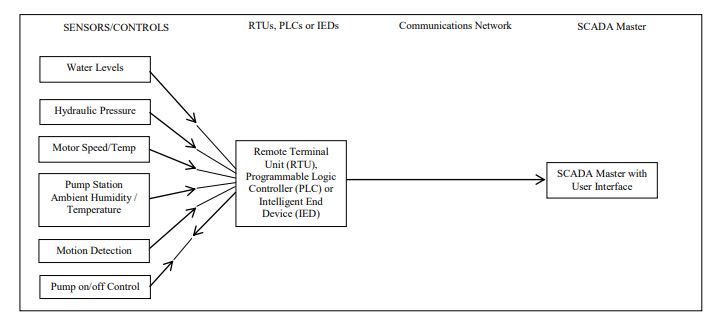 SENSORS/CONTROLS
RTUs, PLCs or IEDs
Communications Network
SCADA Master
Water Levels
Hydraulic Pressure
Motor Speed/Temp
Pump Station
Ambient Humidity /
Temperature
Motion Detection
Pump on/off Control
Remote Terminal
Unit (RTU),
Programmable Logic
Controller (PLC) or
Intelligent End
Device (IED)
SCADA Master with
User Interface